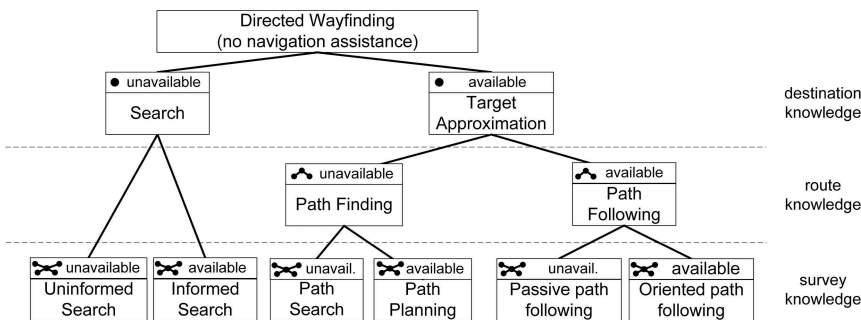 Directed Wayfinding
(no navigation assistance)
unavailable
Search
available
Target
Approximation
destination
knowledge
unavailable
Path Finding
available
Path
Following
route
knowledge
unavailable
Uninformed
Search
available
Informed
Search
unavail.
Path
Search
available
Path
Planning
unavail.
Passive path
following
available
Oriented path
following
survey
knowledge